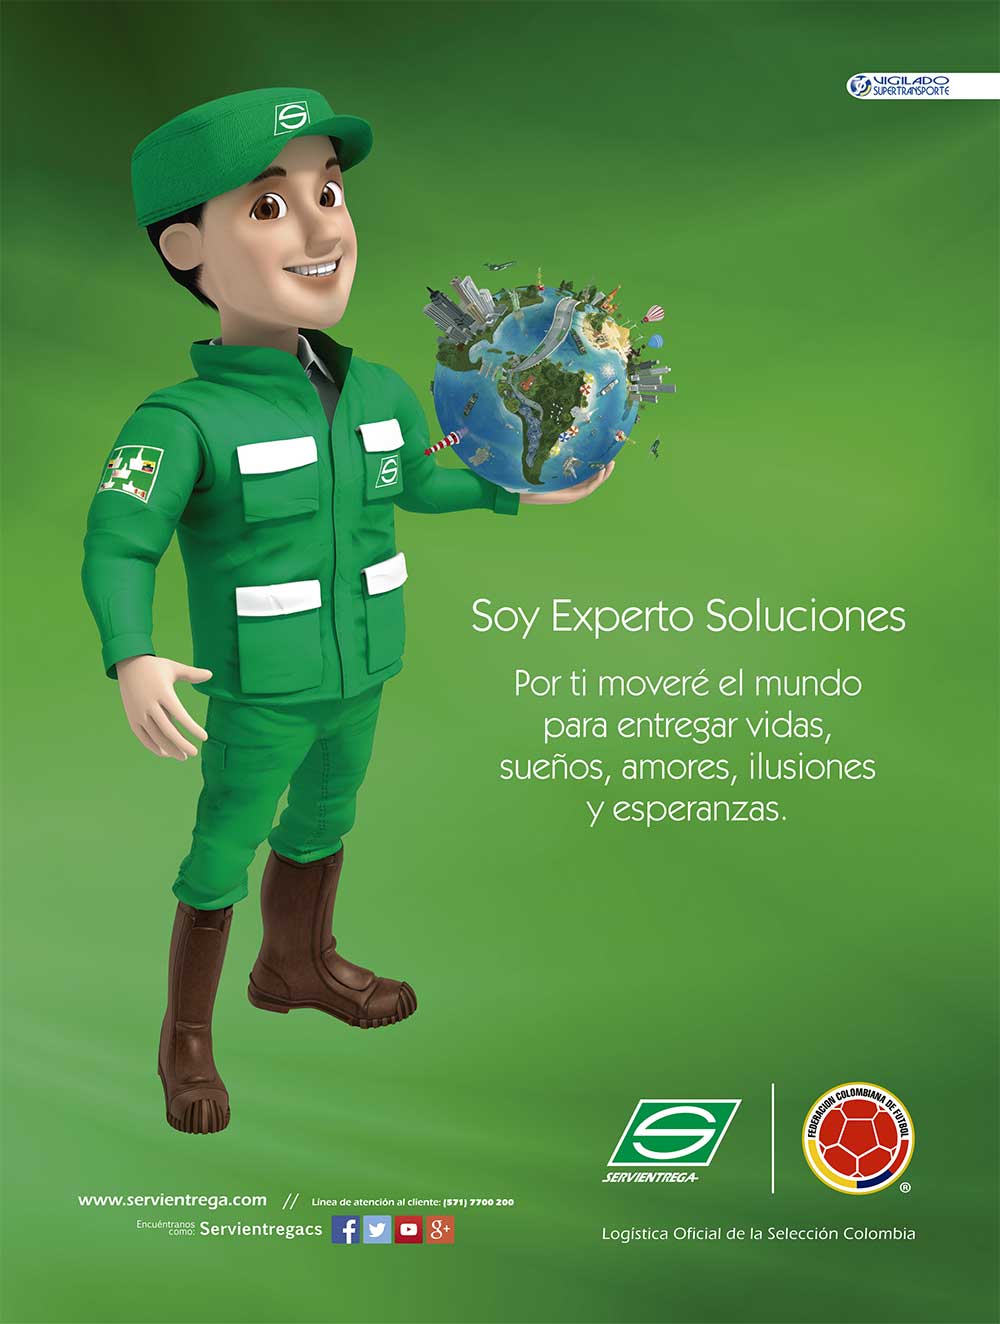 VIGILADO
SUPERTRANSPORTE
Soy Experto Soluciones
Por ti moveré el mundo
para entregar vidas,
sueños, amores, ilusiones
y esperanzas.
SERVIENTREGA
FEDERACION COLOMBIANA DE FUTBOL
®
www.servientrega.com // Línea de atención al cliente: (571) 7700 200
Encuéntranos
como: Servientregacs
Logística Oficial de la Selección Colombia